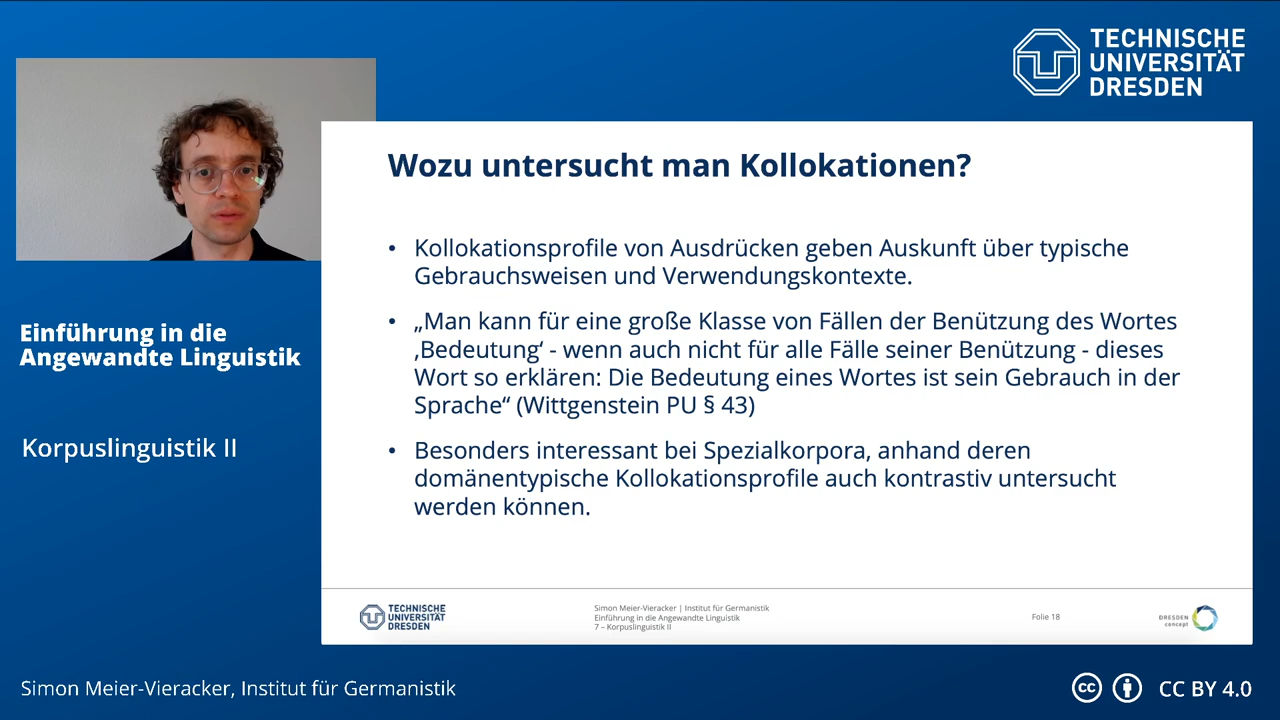 TECHNISCHE
UNIVERSITÄT
DRESDEN
Wozu untersucht man Kollokationen?
• Kollokationsprofile von Ausdrücken geben Auskunft über typische
Gebrauchsweisen und Verwendungskontexte.
• „Man kann für eine große Klasse von Fällen der Benützung des Wortes
‚Bedeutung‘ - wenn auch nicht für alle Fälle seiner Benützung - dieses
Wort so erklären: Die Bedeutung eines Wortes ist sein Gebrauch in der
Sprache“ (Wittgenstein PU § 43)
• Besonders interessant bei Spezialkorpora, anhand deren
domänentypische Kollokationsprofile auch kontrastiv untersucht
werden können.
Einführung in die
Angewandte Linguistik
Korpuslinguistik II
TECHNISCHE
UNIVERSITÄT
DRESDEN
Simon Meier-Vieracker | Institut für Germanistik
Einführung in die Angewandte Linguistik
7 – Korpuslinguistik II
Folie 18
DRESDEN
concept
Simon Meier-Vieracker, Institut für Germanistik
cc
CC BY 4.0